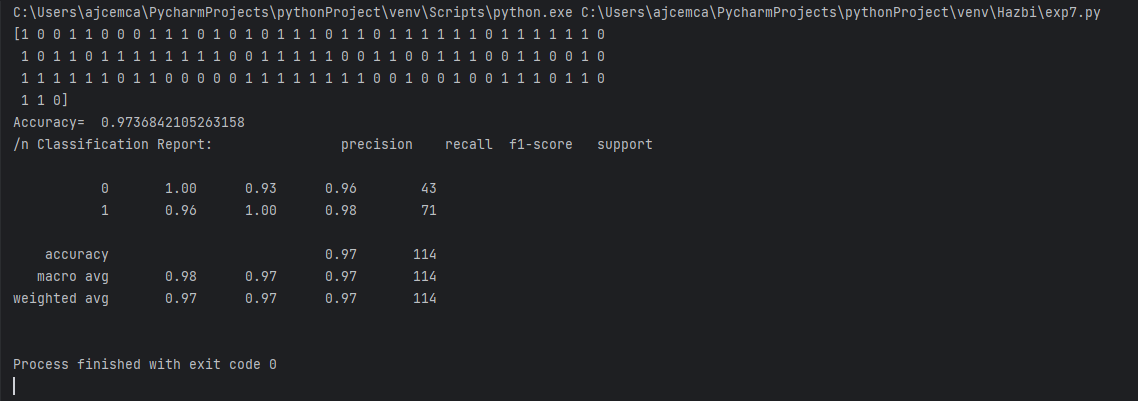 C:\Users\ajcemca\PycharmProjects\pythonProject\venv\Scripts\python.exe C:\Users\ajcemca\PycharmProjects\pythonProject\venv\Hazbi\exp7.py
[1 0 0 1 1 0 0 0 1 1 1 0 1 0 1 0 1 1 1 0 1 1 0 1 1 1 1 1 1 0 1 1 1 1 1 1 0
 1 0 1 1 0 1 1 1 1 1 1 1 1 0 0 1 1 1 1 1 0 0 1 1 0 0 1 1 1 1 1 0 0 1 1 0 0 1 0
 1 1 1 1 1 1 0 1 1 0 0 0 0 0 1 1 1 1 1 1 1 1 0 0 1 0 0 1 0 0 1 1 1 0 1 1 0
 1 1 0]
Accuracy=  0.9736842105263158
/n Classification Report:                precision    recall  f1-score   support

           0       1.00      0.93      0.96        43
           1       0.96      1.00      0.98        71

    accuracy                           0.97       114
   macro avg       0.98      0.97      0.97       114
weighted avg       0.97      0.97      0.97       114

Process finished with exit code 0